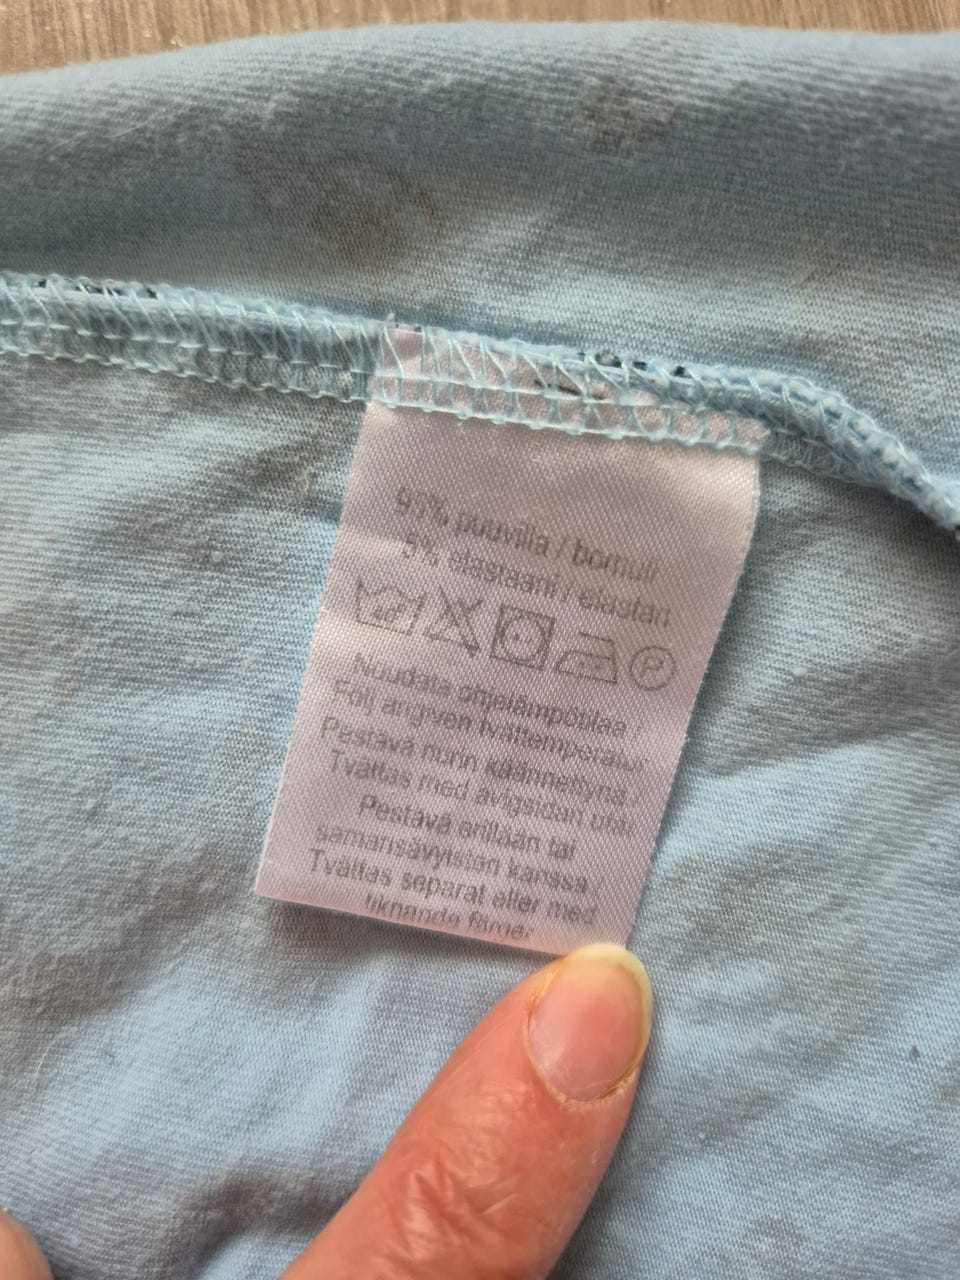 puuvilla / bomull
5% elastaani / elastan
P
Noudata ohjelämpötilaa /
Följ angiven tvättemperatur
Pestävä nurin käännettynä /
Tvättas med avigsidan utåt
Pestävä erillään tai
samansävyisten kanssa
Tvättas separat eller med
liknande färger